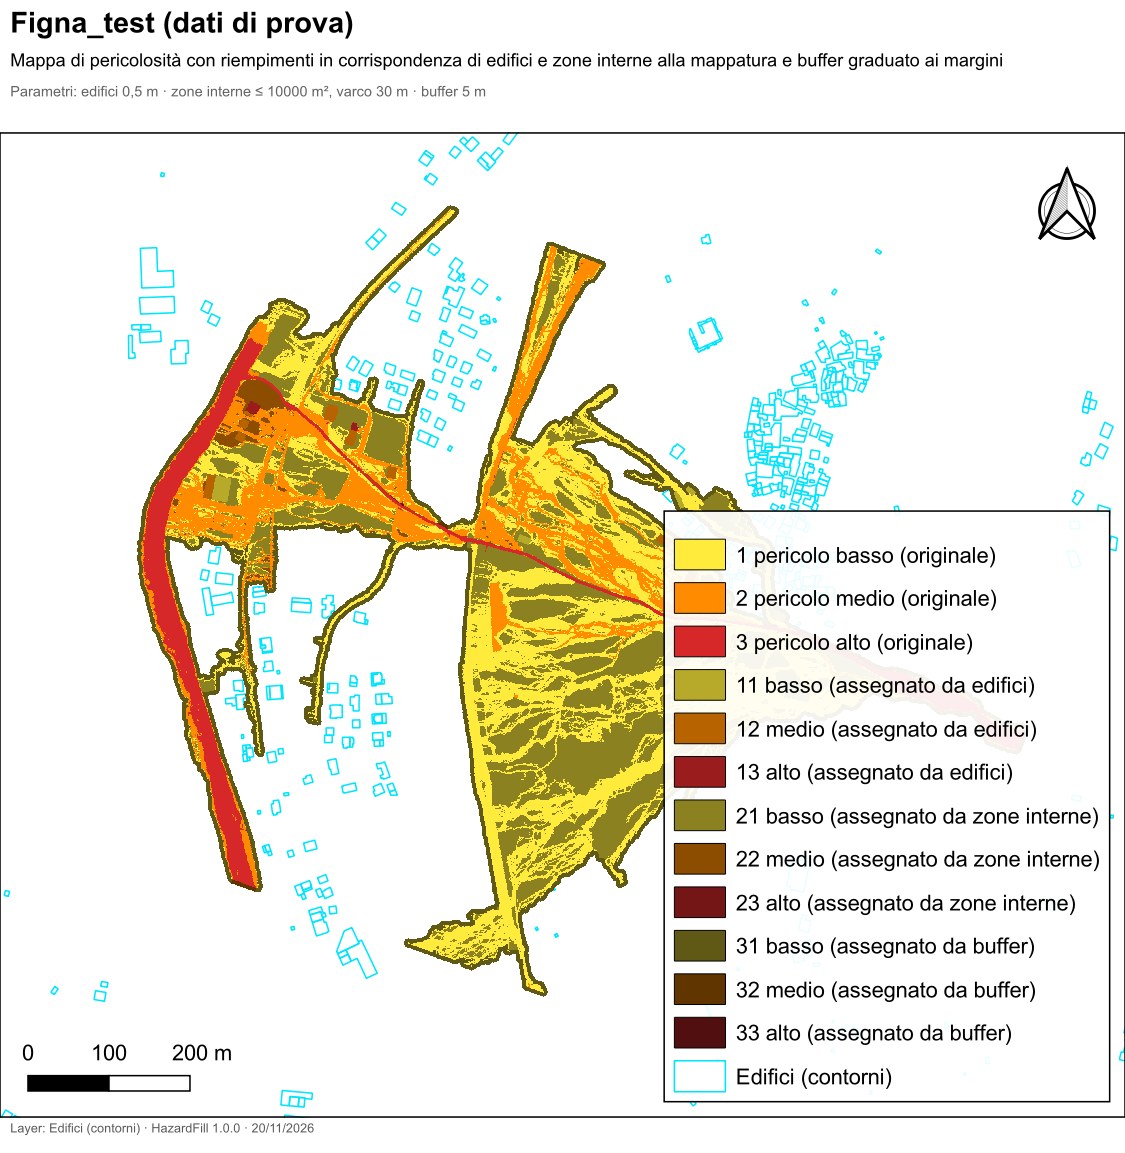 Figna_test (dati di prova)
Mappa di pericolosità con riempimenti in corrispondenza di edifici e zone interne alla mappatura e buffer graduato ai margini
Parametri: edifici 0,5 m · zone interne ≤ 10000 m², varco 30 m · buffer 5 m
1 pericolo basso (originale)
2 pericolo medio (originale)
3 pericolo alto (originale)
11 basso (assegnato da edifici)
12 medio (assegnato da edifici)
13 alto (assegnato da edifici)
21 basso (assegnato da zone interne)
22 medio (assegnato da zone interne)
23 alto (assegnato da zone interne)
31 basso (assegnato da buffer)
32 medio (assegnato da buffer)
33 alto (assegnato da buffer)
Edifici (contorni)
0 100 200 m
Layer: Edifici (contorni) · HazardFill 1.0.0 · 20/11/2026